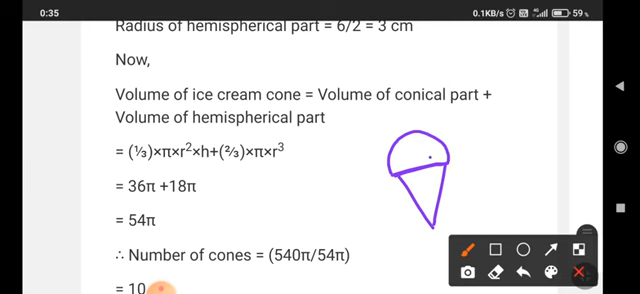 0:35 0.1KB/s 4G 59%
Radius of hemispherical part = 6/2 = 3 cm
Now,
Volume of ice cream cone = Volume of conical part +
Volume of hemispherical part
= (⅓)×π×r²×h+(⅔)×π×r³
= 36π +18π
= 54π
∴ Number of cones = (540π/54π)
= 10